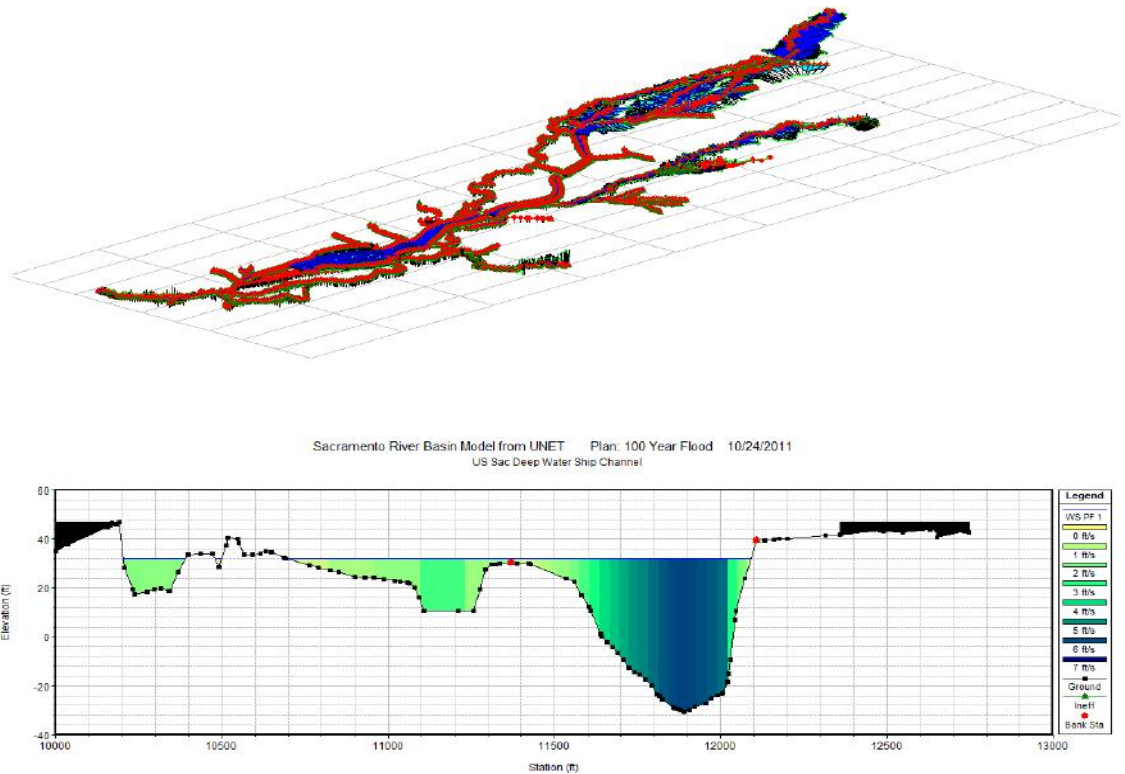 Sacramento River Basin Model from UNET Plan: 100 Year Flood 10/24/2011
US Sac Deep Water Ship Channel
Legend
WS PF 1
0 ft/s
1 ft/s
2 ft/s
3 ft/s
4 ft/s
5 ft/s
6 ft/s
7 ft/s
Ground
Ineff
Bank Sta
Elevation (ft)
60
40
20
0
-20
-40
10000 10500 11000 11500 12000 12500 13000
Station (ft)